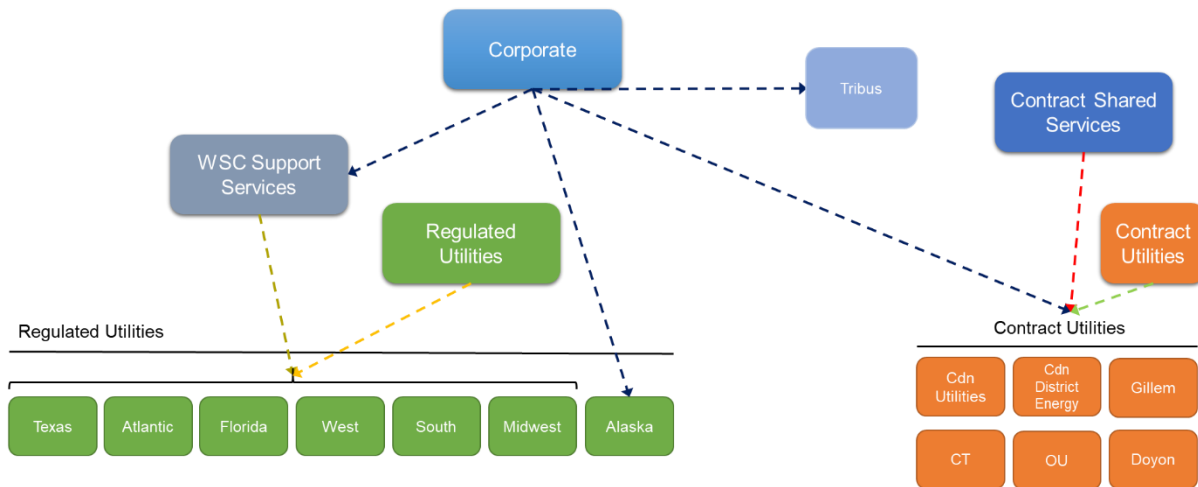 Corporate
Tribus
Contract Shared
Services
WSC Support
Services
Regulated
Utilities
Contract
Utilities
Regulated Utilities
Contract Utilities
Texas
Atlantic
Florida
West
South
Midwest
Alaska
Cdn
Utilities
Cdn
District
Energy
Gillem
CT
OU
Doyon